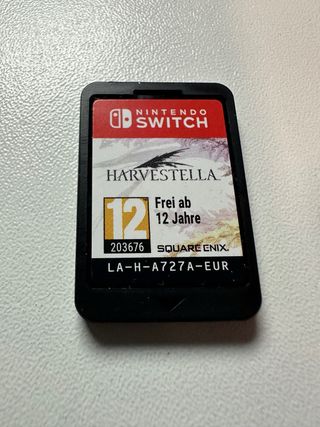 NINTENDO
SWITCH
HARVESTELLA
12
Frei ab
12 Jahre
203676
SQUARE ENIX.
LA-H-A727A-EUR